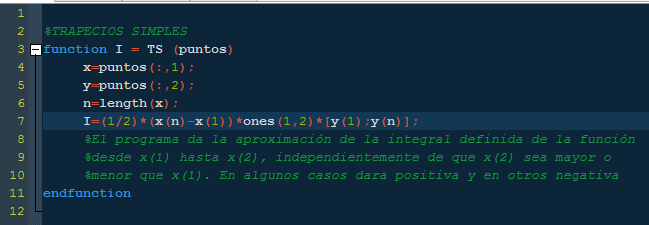 1
2 %TRAPECIOS SIMPLES
3 function I = TS (puntos)
4 x=puntos(:,1);
5 y=puntos(:,2);
6 n=length(x);
7 I=(1/2)*(x(n)-x(1))*ones(1,2)*[y(1);y(n)];
8 %El programa da la aproximación de la integral definida de la función
9 %desde x(1) hasta x(2), independientemente de que x(2) sea mayor o
10 %menor que x(1). En algunos casos dara positiva y en otros negativa
11 endfunction
12